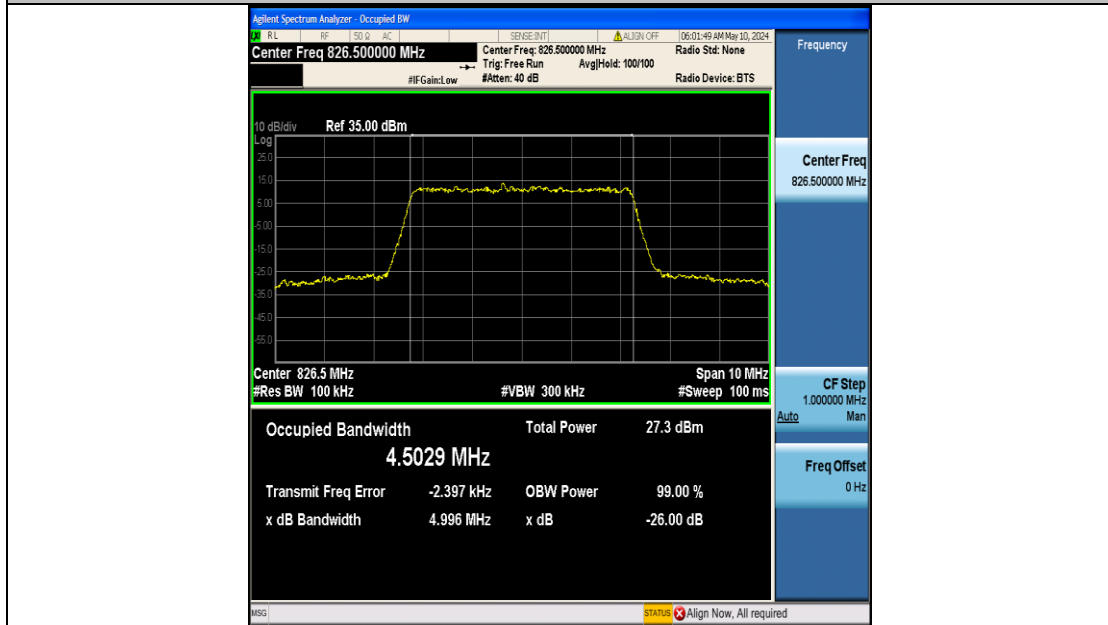 Agilent Spectrum Analyzer - Occupied BW
RL RF 50 Ω AC SENSE:INT ALIGN OFF 06:01:49 AM May 10, 2024
Center Freq 826.500000 MHz
Center Freq: 826.500000 MHz Radio Std: None
Trig: Free Run Avg|Hold: 100/100
#IFGain:Low #Atten: 40 dB Radio Device: BTS
Frequency
10 dB/div Ref 35.00 dBm
Log
25.0
15.0
5.00
-5.00
-15.0
-25.0
-35.0
-45.0
-55.0
Center 826.5 MHz Span 10 MHz
#Res BW 100 kHz #VBW 300 kHz #Sweep 100 ms
Center Freq
826.500000 MHz
CF Step
1.000000 MHz
Auto Man
Freq Offset
0 Hz
Occupied Bandwidth Total Power 27.3 dBm
4.5029 MHz
Transmit Freq Error -2.397 kHz OBW Power 99.00 %
x dB Bandwidth 4.996 MHz x dB -26.00 dB
MSG STATUS Align Now, All required